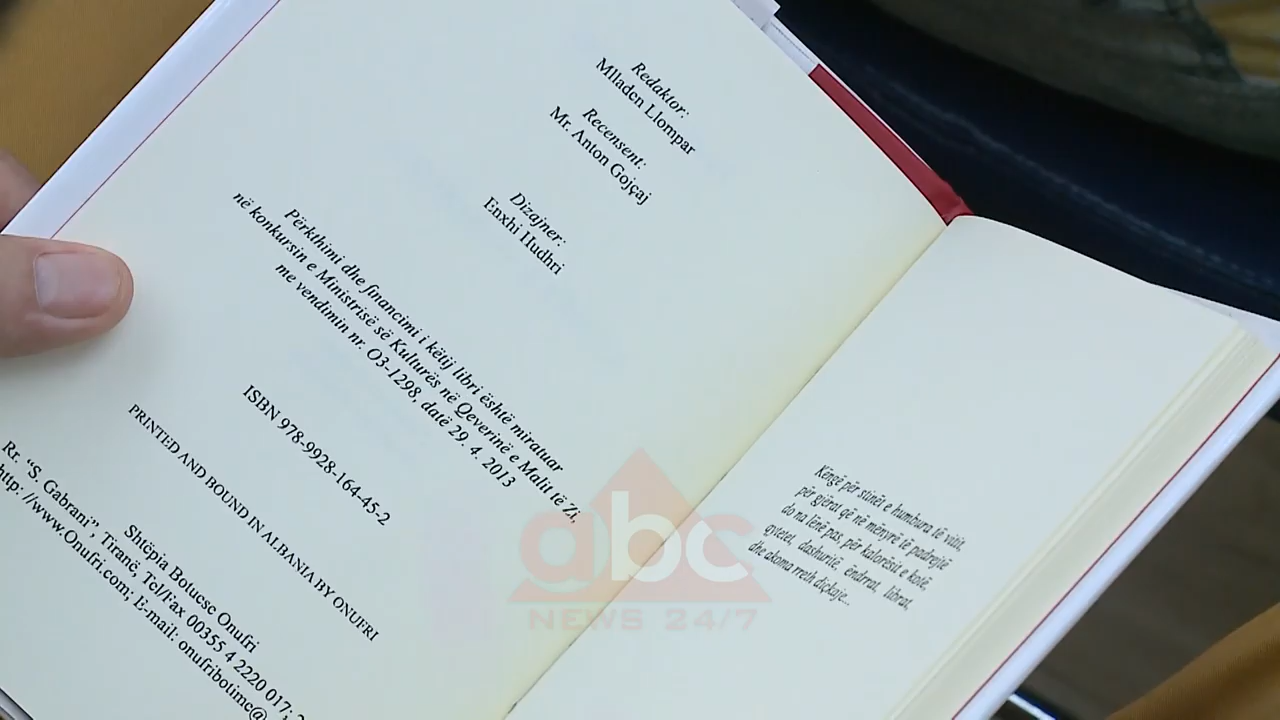 Redaktor:
Mlladen Llompar
Recensent:
Mr. Anton Gojçaj
Dizajner:
Enxhi Hudhri
Përkthimi dhe financimi i këtij libri është miratuar
në konkursin e Ministrisë së Kulturës në Qeverinë e Malit të Zi,
me vendimin nr. O3-1298, datë 29. 4. 2013
ISBN 978-9928-164-45-2
PRINTED AND BOUND IN ALBANIA BY ONUFRI
Shtëpia Botuese Onufri
Rr. “S. Gabrani”, Tiranë, Tel/Fax 00355 4 2220 017;
http: //www.Onufri.com; E-mail: onufribotime@
Këngë për stinët e humbura të vitit,
për gjërat që në mënyrë të padrejtë
do na lënë pas, për kalorësit e kohë,
qytetet, dashuritë, ëndrrat, librat,
dhe akoma rreth diçkaje...
abc
NEWS 24/7